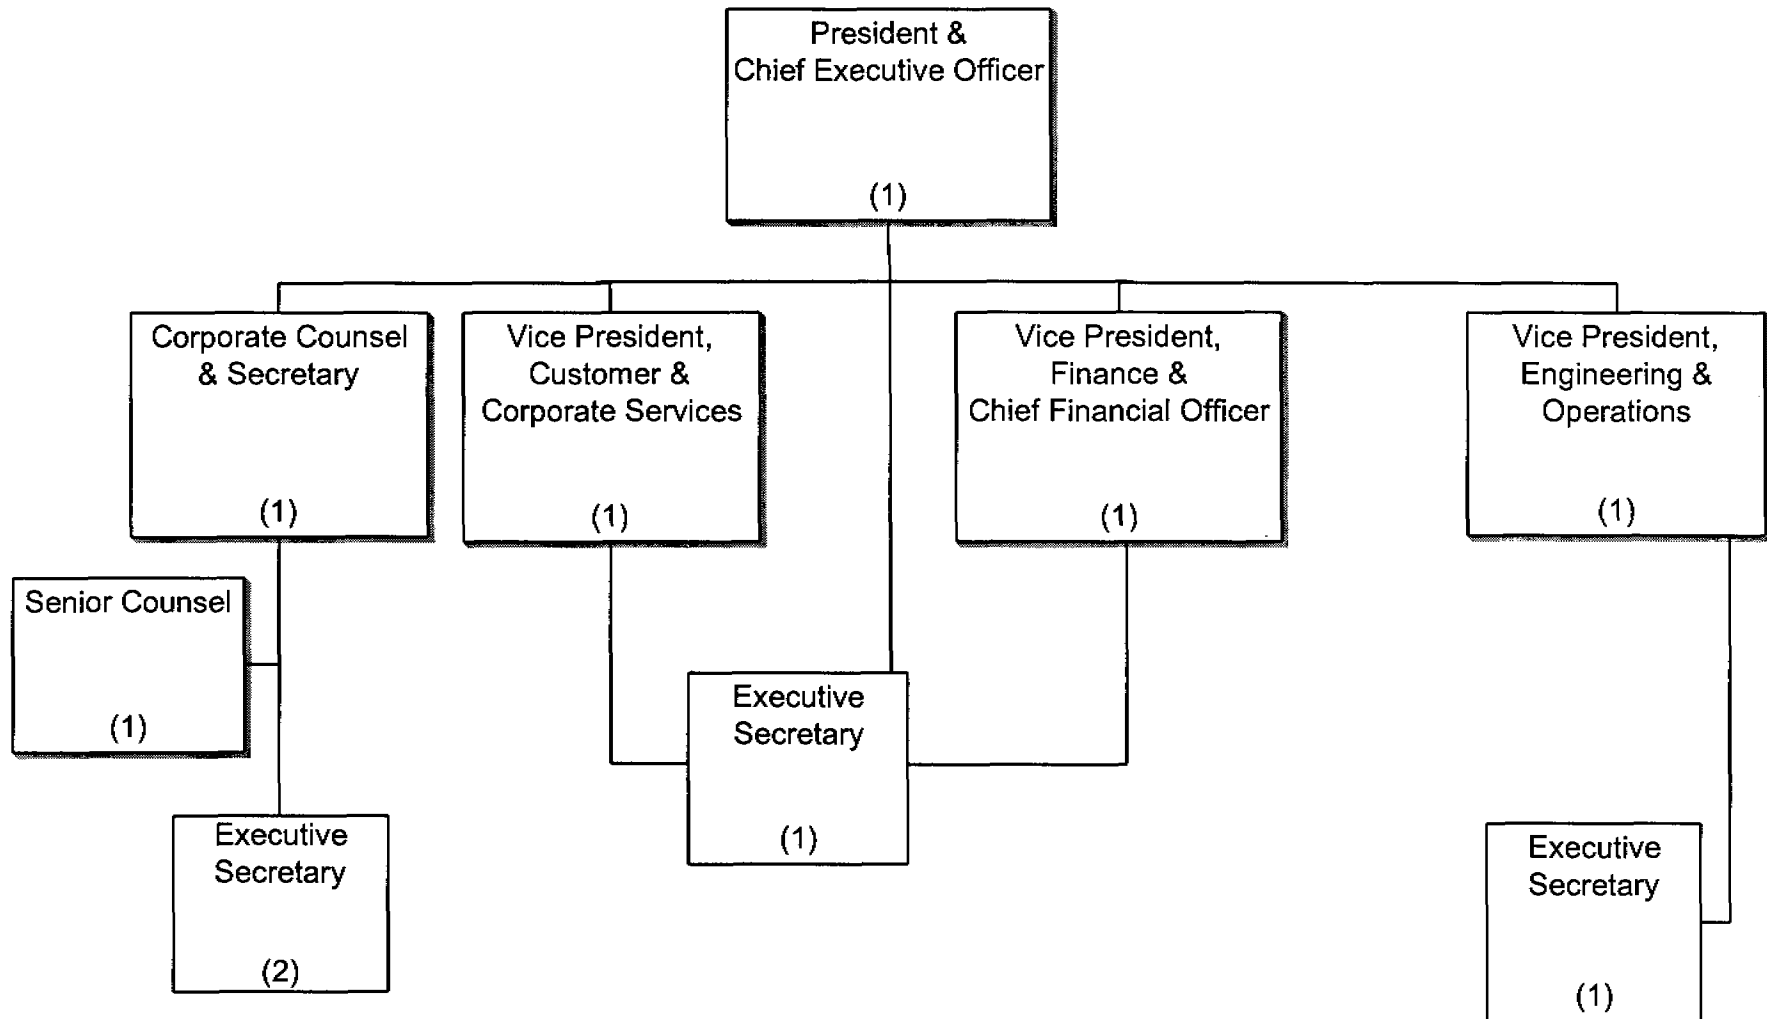 President &
Chief Executive Officer
(1)
Corporate Counsel
& Secretary
(1)
Vice President,
Customer &
Corporate Services
(1)
Vice President,
Finance &
Chief Financial Officer
(1)
Vice President,
Engineering &
Operations
(1)
Senior Counsel
(1)
Executive
Secretary
(2)
Executive
Secretary
(1)
Executive
Secretary
(1)